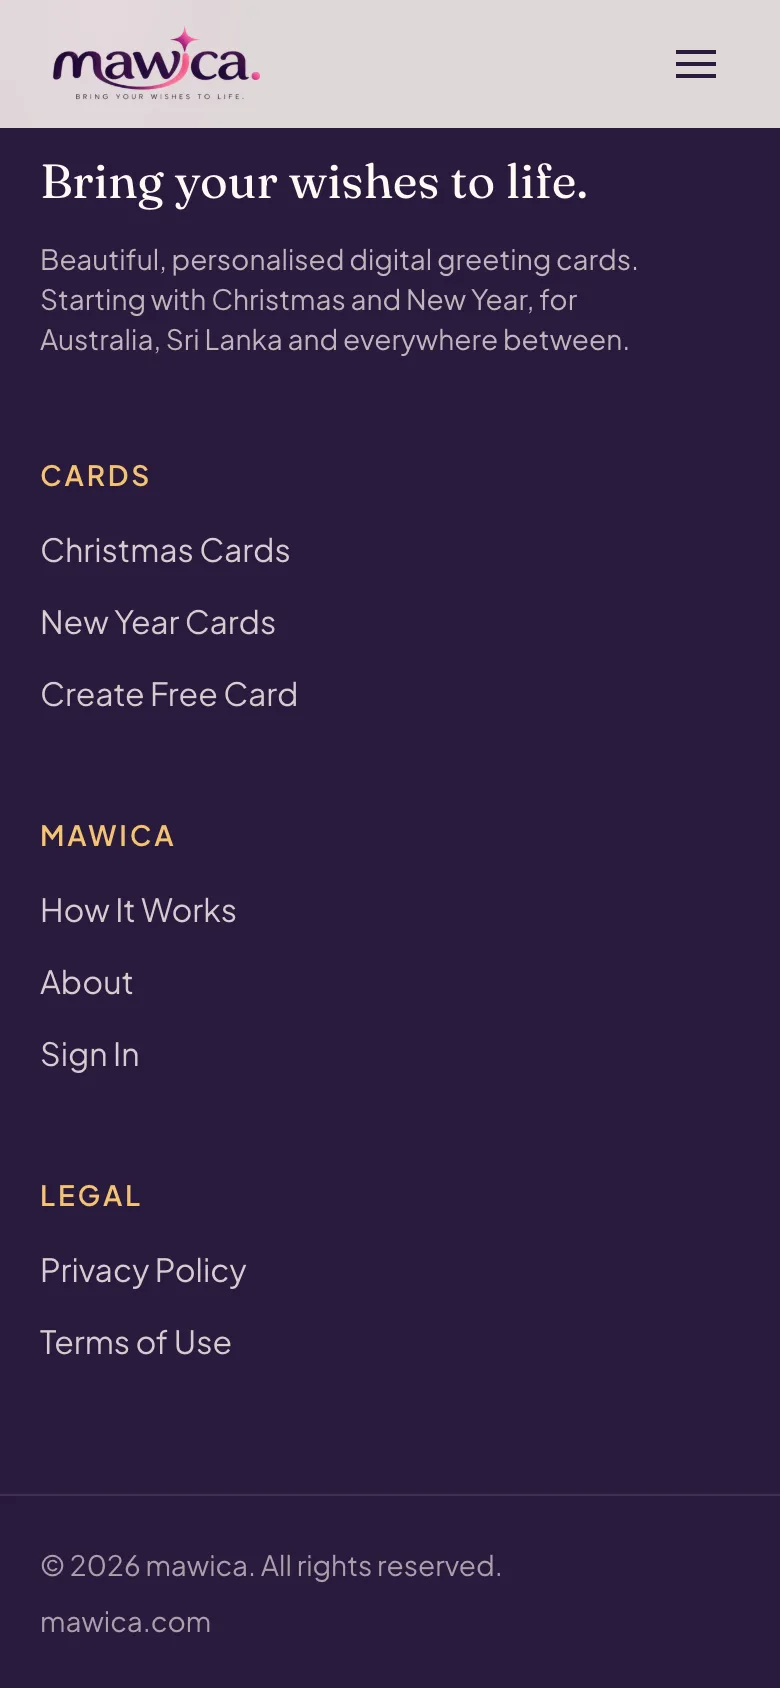 mawica.
BRING YOUR WISHES TO LIFE.
Bring your wishes to life.
Beautiful, personalised digital greeting cards.
Starting with Christmas and New Year, for
Australia, Sri Lanka and everywhere between.
CARDS
Christmas Cards
New Year Cards
Create Free Card
MAWICA
How It Works
About
Sign In
LEGAL
Privacy Policy
Terms of Use
© 2026 mawica. All rights reserved.
mawica.com